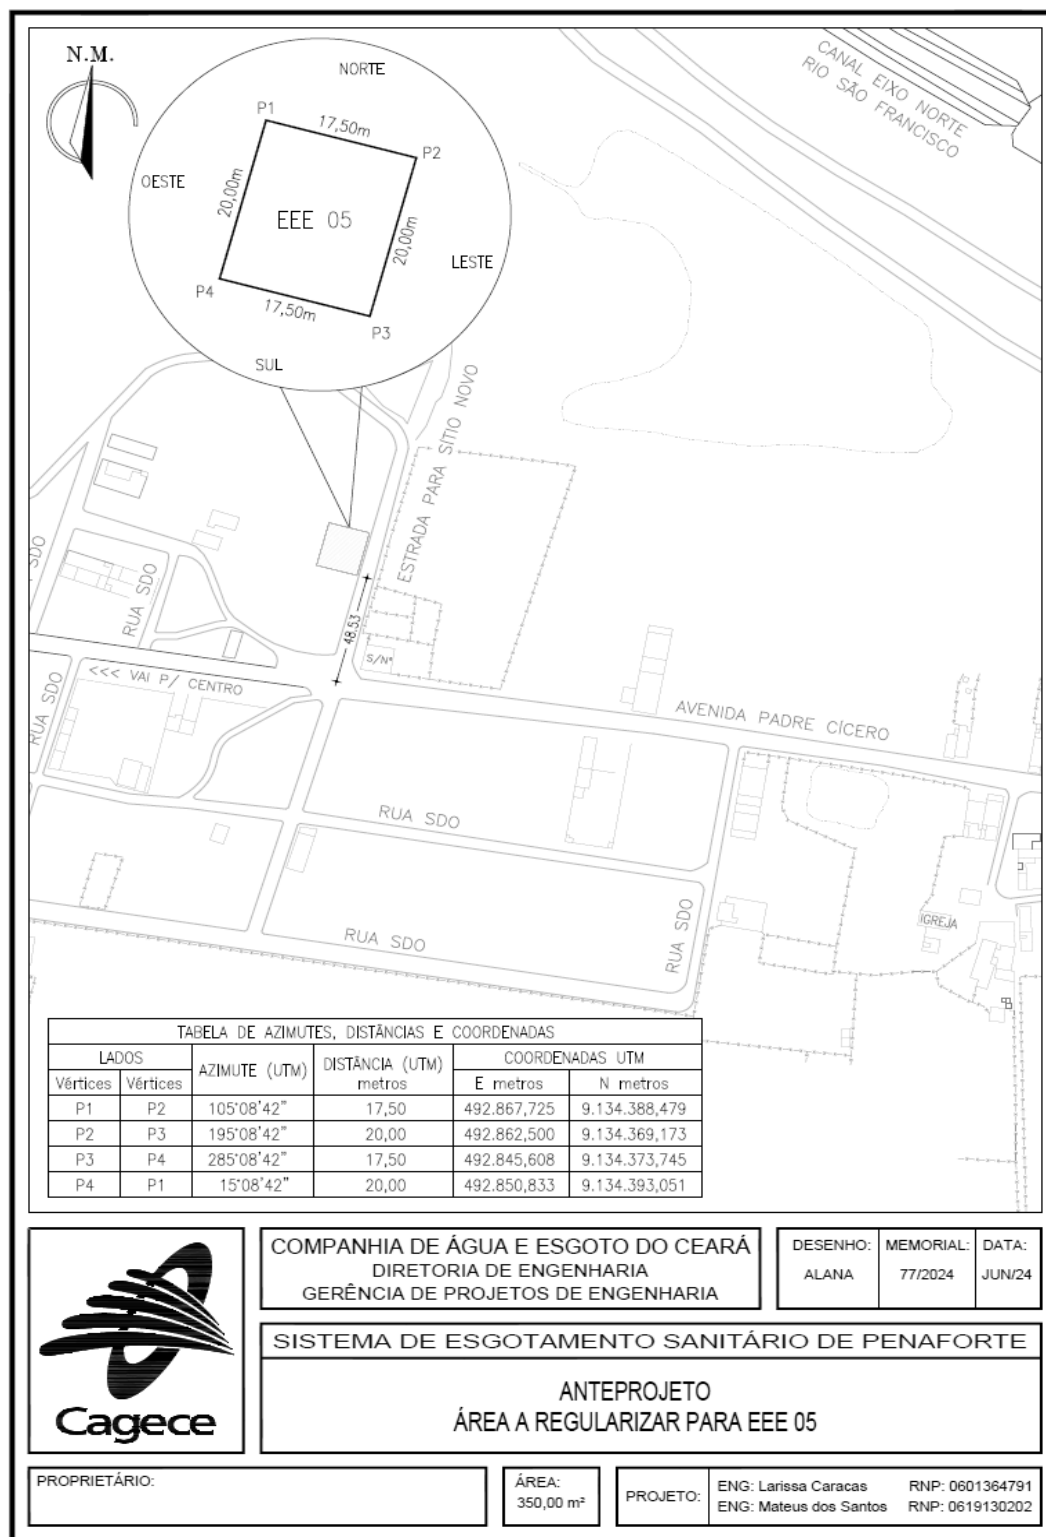 N.M.
NORTE
P1
17,50m
P2
OESTE
20,00m
EEE 05
20,00m
LESTE
P4
17,50m
P3
SUL
CANAL EIXO NORTE
RIO SÃO FRANCISCO
ESTRADA PARA SÍTIO NOVO
SDO
RUA SDO
48.53
S/Nº
<<< VAI P/ CENTRO
RUA SDO
AVENIDA PADRE CÍCERO
RUA SDO
IGREJA
RUA SDO
RUA SDO
TABELA DE AZIMUTES, DISTÂNCIAS E COORDENADAS
LADOS AZIMUTE (UTM) DISTÂNCIA (UTM) metros COORDENADAS UTM
Vértices Vértices E metros N metros
P1 P2 105°08'42" 17,50 492.867,725 9.134.388,479
P2 P3 195°08'42" 20,00 492.862,500 9.134.369,173
P3 P4 285°08'42" 17,50 492.845,608 9.134.373,745
P4 P1 15°08'42" 20,00 492.850,833 9.134.393,051
Cagece
COMPANHIA DE ÁGUA E ESGOTO DO CEARÁ
DIRETORIA DE ENGENHARIA
GERÊNCIA DE PROJETOS DE ENGENHARIA
DESENHO: MEMORIAL: DATA:
ALANA 77/2024 JUN/24
SISTEMA DE ESGOTAMENTO SANITÁRIO DE PENAFORTE
ANTEPROJETO
ÁREA A REGULARIZAR PARA EEE 05
PROPRIETÁRIO:
ÁREA:
350,00 m²
PROJETO:
ENG: Larissa Caracas RNP: 0601364791
ENG: Mateus dos Santos RNP: 0619130202